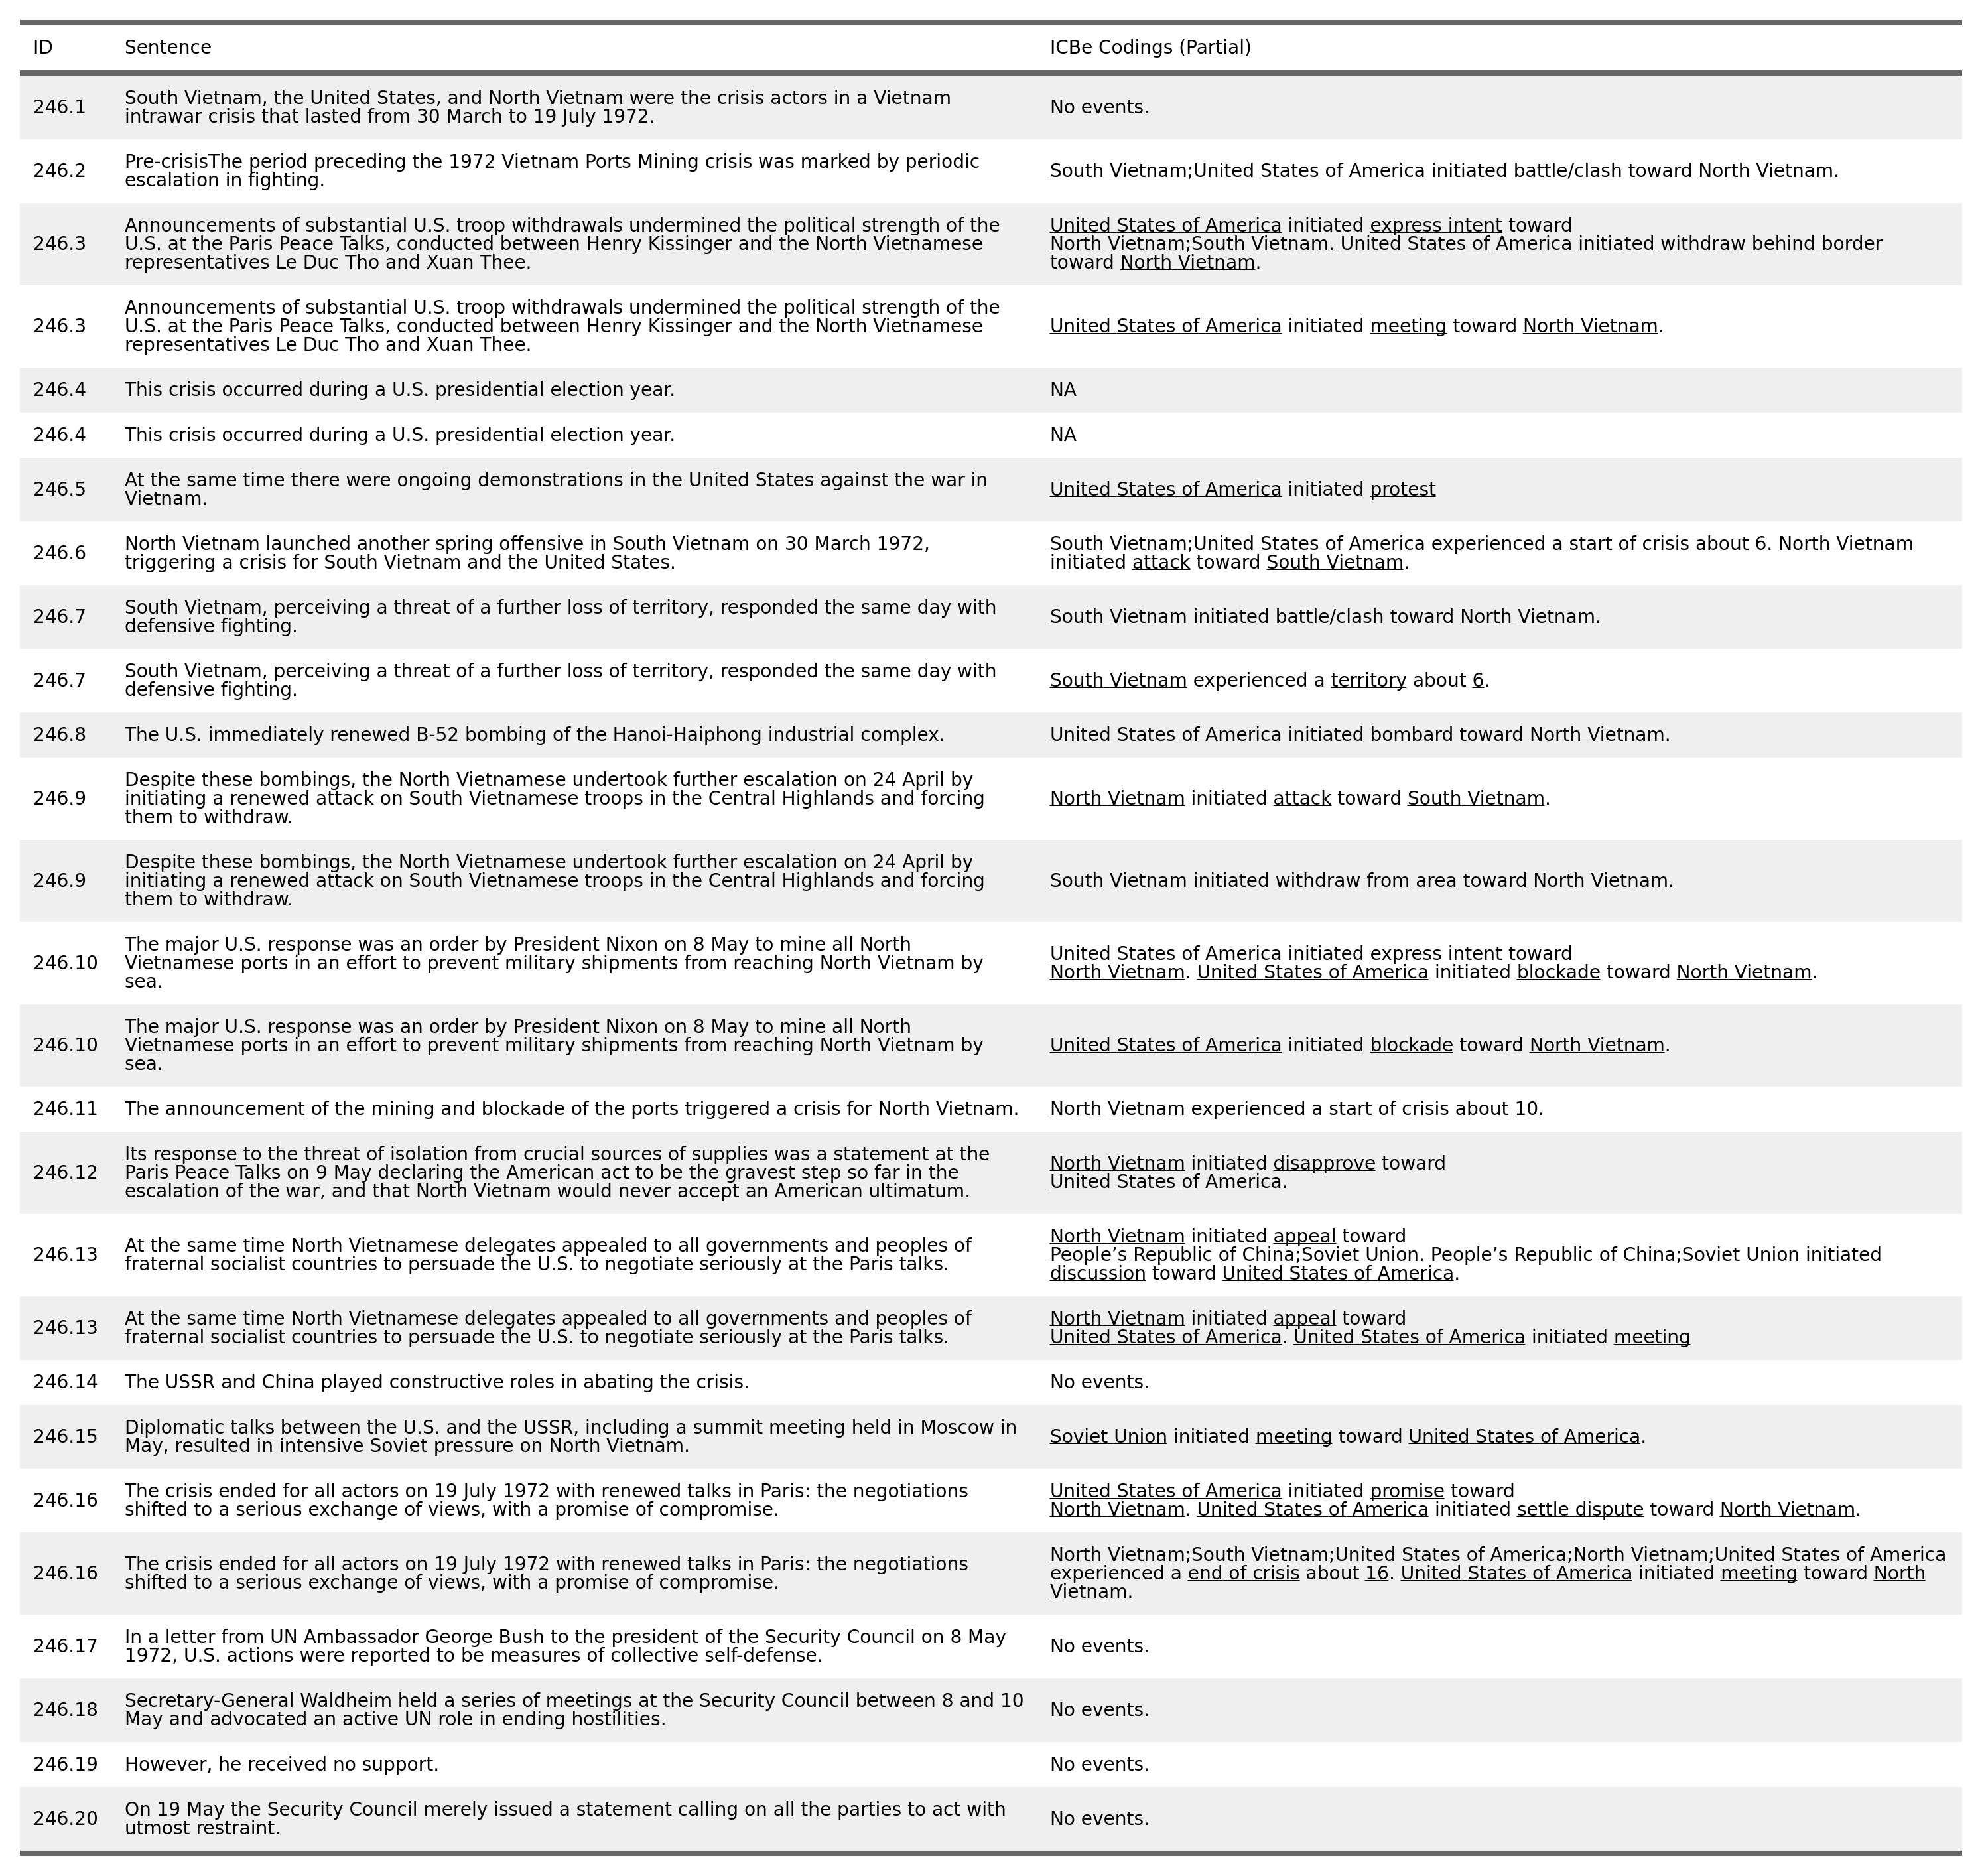 ID Sentence ICBe Codings (Partial)
246.1 South Vietnam, the United States, and North Vietnam were the crisis actors in a Vietnam
intrawar crisis that lasted from 30 March to 19 July 1972. No events.
246.2 Pre-crisisThe period preceding the 1972 Vietnam Ports Mining crisis was marked by periodic
escalation in fighting. South Vietnam;United States of America initiated battle/clash toward North Vietnam.
246.3 Announcements of substantial U.S. troop withdrawals undermined the political strength of the
U.S. at the Paris Peace Talks, conducted between Henry Kissinger and the North Vietnamese
representatives Le Duc Tho and Xuan Thee.
United States of America initiated express intent toward
North Vietnam;South Vietnam. United States of America initiated withdraw behind border
toward North Vietnam.
246.3 Announcements of substantial U.S. troop withdrawals undermined the political strength of the
U.S. at the Paris Peace Talks, conducted between Henry Kissinger and the North Vietnamese
representatives Le Duc Tho and Xuan Thee.
United States of America initiated meeting toward North Vietnam.
246.4 This crisis occurred during a U.S. presidential election year. NA
246.4 This crisis occurred during a U.S. presidential election year. NA
246.5 At the same time there were ongoing demonstrations in the United States against the war in
Vietnam.
United States of America initiated protest
246.6 North Vietnam launched another spring offensive in South Vietnam on 30 March 1972,
triggering a crisis for South Vietnam and the United States.
South Vietnam;United States of America experienced a start of crisis about 6. North Vietnam
initiated attack toward South Vietnam.
246.7 South Vietnam, perceiving a threat of a further loss of territory, responded the same day with
defensive fighting.
South Vietnam initiated battle/clash toward North Vietnam.
246.7 South Vietnam, perceiving a threat of a further loss of territory, responded the same day with
defensive fighting.
South Vietnam experienced a territory about 6.
246.8 The U.S. immediately renewed B-52 bombing of the Hanoi-Haiphong industrial complex. United States of America initiated bombard toward North Vietnam.
246.9 Despite these bombings, the North Vietnamese undertook further escalation on 24 April by
initiating a renewed attack on South Vietnamese troops in the Central Highlands and forcing
them to withdraw.
North Vietnam initiated attack toward South Vietnam.
246.9 Despite these bombings, the North Vietnamese undertook further escalation on 24 April by
initiating a renewed attack on South Vietnamese troops in the Central Highlands and forcing
them to withdraw.
South Vietnam initiated withdraw from area toward North Vietnam.
246.10 The major U.S. response was an order by President Nixon on 8 May to mine all North
Vietnamese ports in an effort to prevent military shipments from reaching North Vietnam by
sea.
United States of America initiated express intent toward
North Vietnam. United States of America initiated blockade toward North Vietnam.
246.10 The major U.S. response was an order by President Nixon on 8 May to mine all North
Vietnamese ports in an effort to prevent military shipments from reaching North Vietnam by
sea.
United States of America initiated blockade toward North Vietnam.
246.11 The announcement of the mining and blockade of the ports triggered a crisis for North Vietnam. North Vietnam experienced a start of crisis about 10.
246.12 Its response to the threat of isolation from crucial sources of supplies was a statement at the
Paris Peace Talks on 9 May declaring the American act to be the gravest step so far in the
escalation of the war, and that North Vietnam would never accept an American ultimatum.
North Vietnam initiated disapprove toward
United States of America.
246.13 At the same time North Vietnamese delegates appealed to all governments and peoples of
fraternal socialist countries to persuade the U.S. to negotiate seriously at the Paris talks.
North Vietnam initiated appeal toward
People’s Republic of China;Soviet Union. People’s Republic of China;Soviet Union initiated
discussion toward United States of America.
246.13 At the same time North Vietnamese delegates appealed to all governments and peoples of
fraternal socialist countries to persuade the U.S. to negotiate seriously at the Paris talks.
North Vietnam initiated appeal toward
United States of America. United States of America initiated meeting
246.14 The USSR and China played constructive roles in abating the crisis. No events.
246.15 Diplomatic talks between the U.S. and the USSR, including a summit meeting held in Moscow in
May, resulted in intensive Soviet pressure on North Vietnam.
Soviet Union initiated meeting toward United States of America.
246.16 The crisis ended for all actors on 19 July 1972 with renewed talks in Paris: the negotiations
shifted to a serious exchange of views, with a promise of compromise.
United States of America initiated promise toward
North Vietnam. United States of America initiated settle dispute toward North Vietnam.
246.16 The crisis ended for all actors on 19 July 1972 with renewed talks in Paris: the negotiations
shifted to a serious exchange of views, with a promise of compromise.
North Vietnam;South Vietnam;United States of America;North Vietnam;United States of America
experienced a end of crisis about 16. United States of America initiated meeting toward North
Vietnam.
246.17 In a letter from UN Ambassador George Bush to the president of the Security Council on 8 May
1972, U.S. actions were reported to be measures of collective self-defense.
No events.
246.18 Secretary-General Waldheim held a series of meetings at the Security Council between 8 and 10
May and advocated an active UN role in ending hostilities.
No events.
246.19 However, he received no support. No events.
246.20 On 19 May the Security Council merely issued a statement calling on all the parties to act with
utmost restraint.
No events.